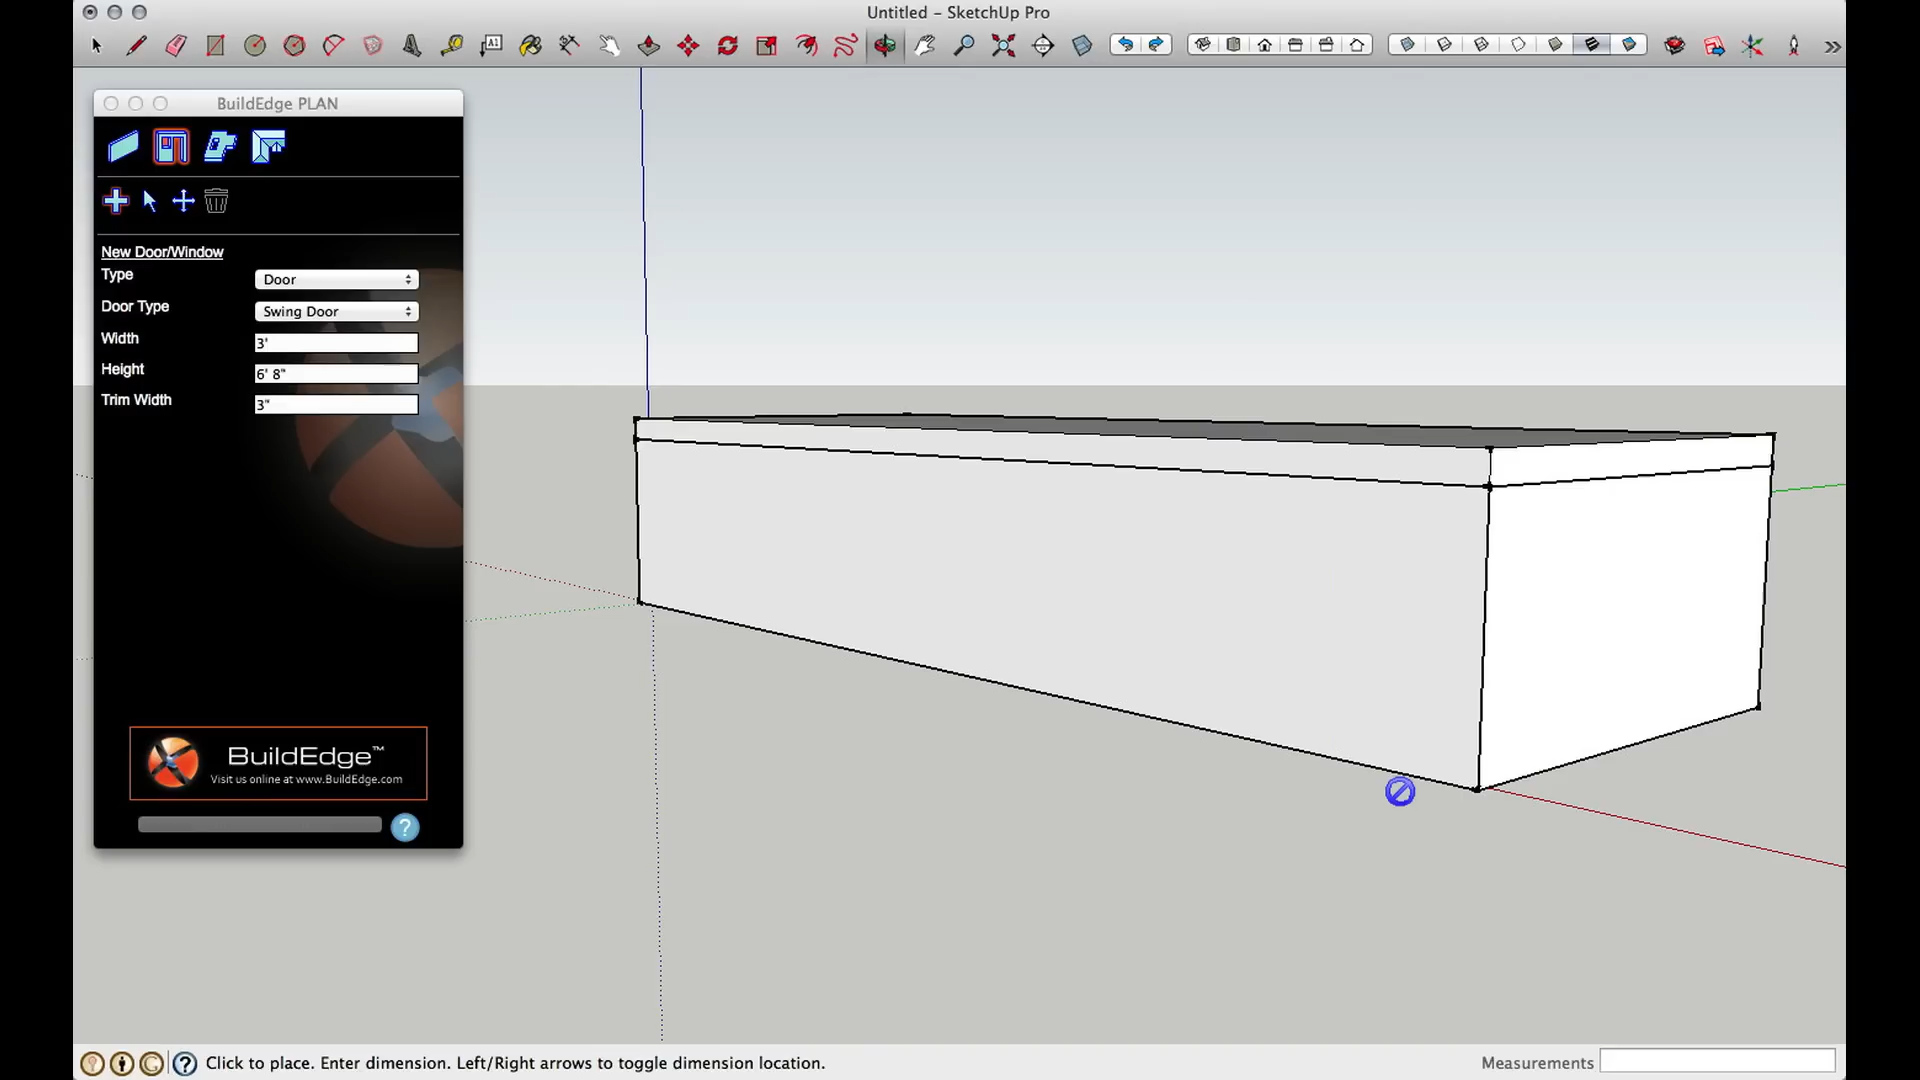 Untitled - SketchUp Pro
A1
BuildEdge PLAN
New Door/Window
Type
Door
Door Type
Swing Door
Width
3'
Height
6' 8"
Trim Width
3"
BuildEdge™
Visit us online at www.BuildEdge.com
?
? Click to place. Enter dimension. Left/Right arrows to toggle dimension location.
Measurements